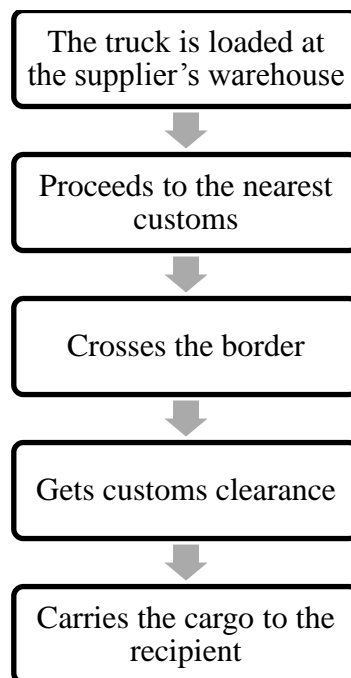 The truck is loaded at
the supplier’s warehouse
Proceeds to the nearest
customs
Crosses the border
Gets customs clearance
Carries the cargo to the
recipient